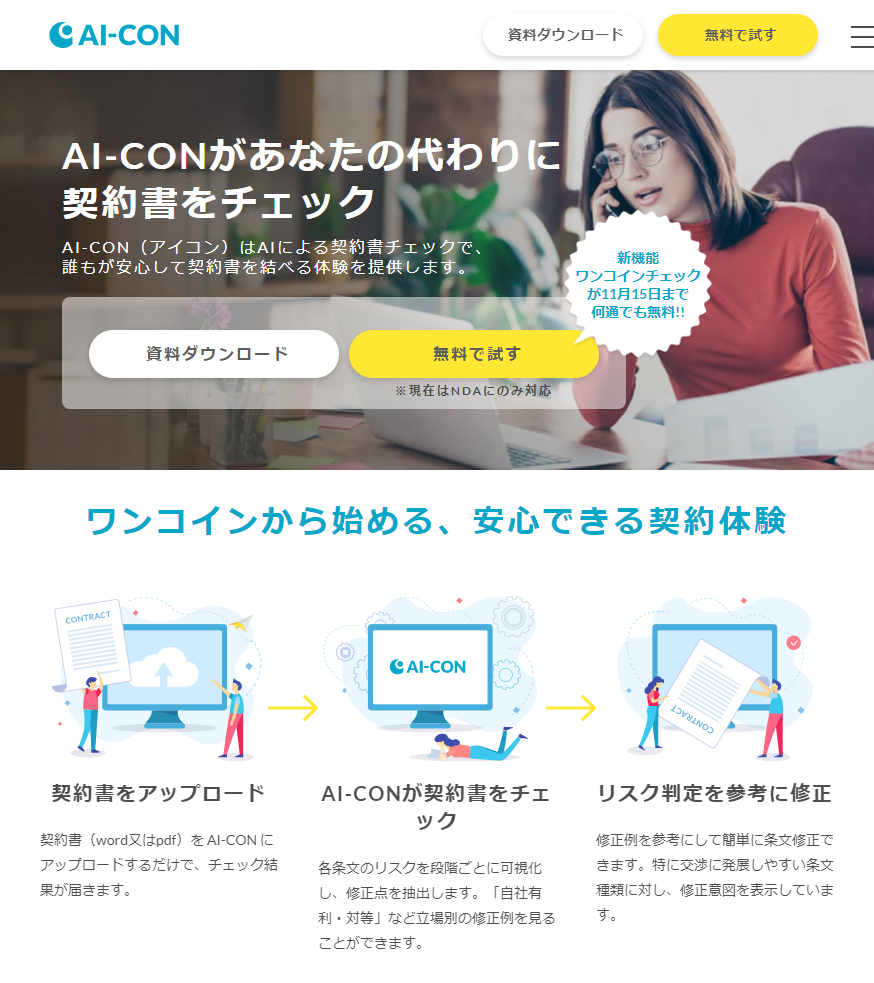 AI-CON
資料ダウンロード
無料で試す
AI-CONがあなたの代わりに
契約書をチェック
AI-CON（アイコン）はAIによる契約書チェックで、
誰もが安心して契約書を結べる体験を提供します。
新機能
ワンコインチェック
が11月15日まで
何通でも無料!!
資料ダウンロード
無料で試す
※現在はNDAにのみ対応
ワンコインから始める、安心できる契約体験
CONTRACT
AI-CON
CONTRACT
契約書をアップロード
契約書（word又はpdf）を AI-CON に
アップロードするだけで、チェック結
果が届きます。
AI-CONが契約書をチェ
ック
各条文のリスクを段階ごとに可視化
し、修正点を抽出します。「自社有
利・対等」など立場別の修正例を見る
ことができます。
リスク判定を参考に修正
修正例を参考にして簡単に条文修正で
きます。特に交渉に発展しやすい条文
種類に対し、修正意図を表示していま
す。